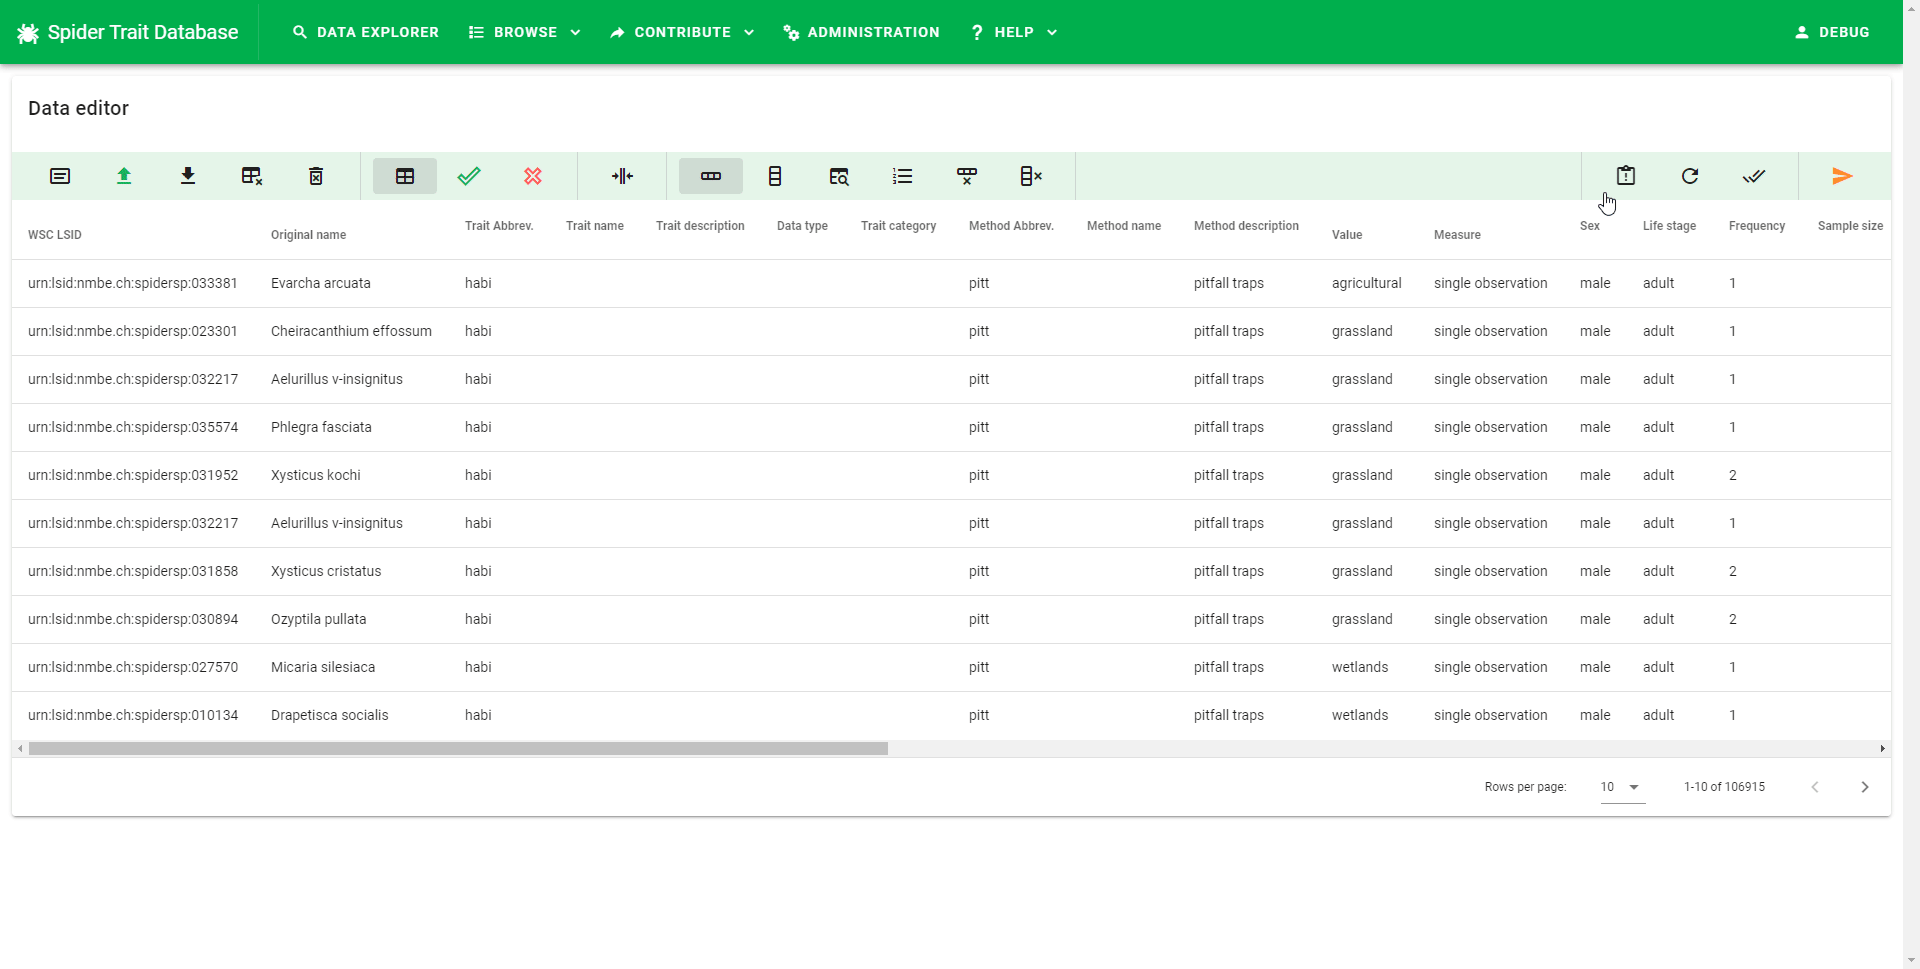 Spider Trait Database DATA EXPLORER BROWSE CONTRIBUTE ADMINISTRATION HELP DEBUG
Data editor
WSC LSID Original name Trait Abbrev. Trait name Trait description Data type Trait category Method Abbrev. Method name Method description Value Measure Sex Life stage Frequency Sample size
urn:lsid:nmbe.ch:spidersp:033381 Evarcha arcuata habi pitt pitfall traps agricultural single observation male adult 1
urn:lsid:nmbe.ch:spidersp:023301 Cheiracanthium effossum habi pitt pitfall traps grassland single observation male adult 1
urn:lsid:nmbe.ch:spidersp:032217 Aelurillus v-insignitus habi pitt pitfall traps grassland single observation male adult 1
urn:lsid:nmbe.ch:spidersp:035574 Phlegra fasciata habi pitt pitfall traps grassland single observation male adult 1
urn:lsid:nmbe.ch:spidersp:031952 Xysticus kochi habi pitt pitfall traps grassland single observation male adult 2
urn:lsid:nmbe.ch:spidersp:032217 Aelurillus v-insignitus habi pitt pitfall traps grassland single observation male adult 1
urn:lsid:nmbe.ch:spidersp:031858 Xysticus cristatus habi pitt pitfall traps grassland single observation male adult 2
urn:lsid:nmbe.ch:spidersp:030894 Ozyptila pullata habi pitt pitfall traps grassland single observation male adult 2
urn:lsid:nmbe.ch:spidersp:027570 Micaria silesiaca habi pitt pitfall traps wetlands single observation male adult 1
urn:lsid:nmbe.ch:spidersp:010134 Drapetisca socialis habi pitt pitfall traps wetlands single observation male adult 1
Rows per page: 10 1-10 of 106915